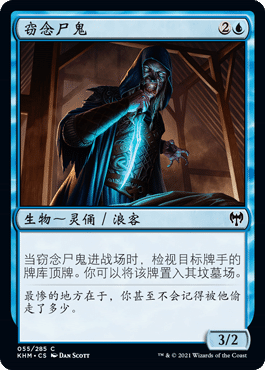 窃念尸鬼 2
生物～灵俑／浪客
当窃念尸鬼进战场时，检视目标牌手的
牌库顶牌。你可以将该牌置入其坟墓场。
最惨的地方在于，你甚至不会记得被他偷
走了多少。
3/2
055/285 C
KHM • CS DAN SCOTT
™ & © 2021 Wizards of the Coast